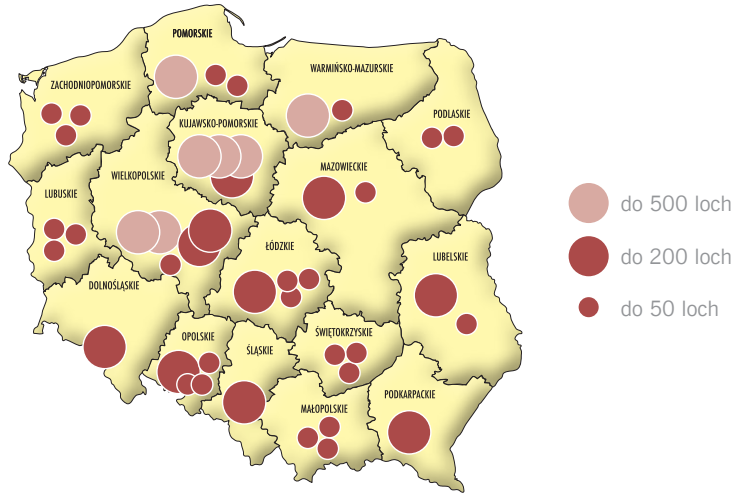 POMORSKIE
WARMIŃSKO-MAZURSKIE
ZACHODNIOPOMORSKIE
PODLASKIE
KUJAWSKO-POMORSKIE
MAZOWIECKIE
WIELKOPOLSKIE
LUBUSKIE
do 500 loch
ŁÓDZKIE
LUBELSKIE
do 200 loch
DOLNOŚLĄSKIE
do 50 loch
OPOLSKIE
ŚWIĘTOKRZYSKIE
ŚLĄSKIE
PODKARPACKIE
MAŁOPOLSKIE